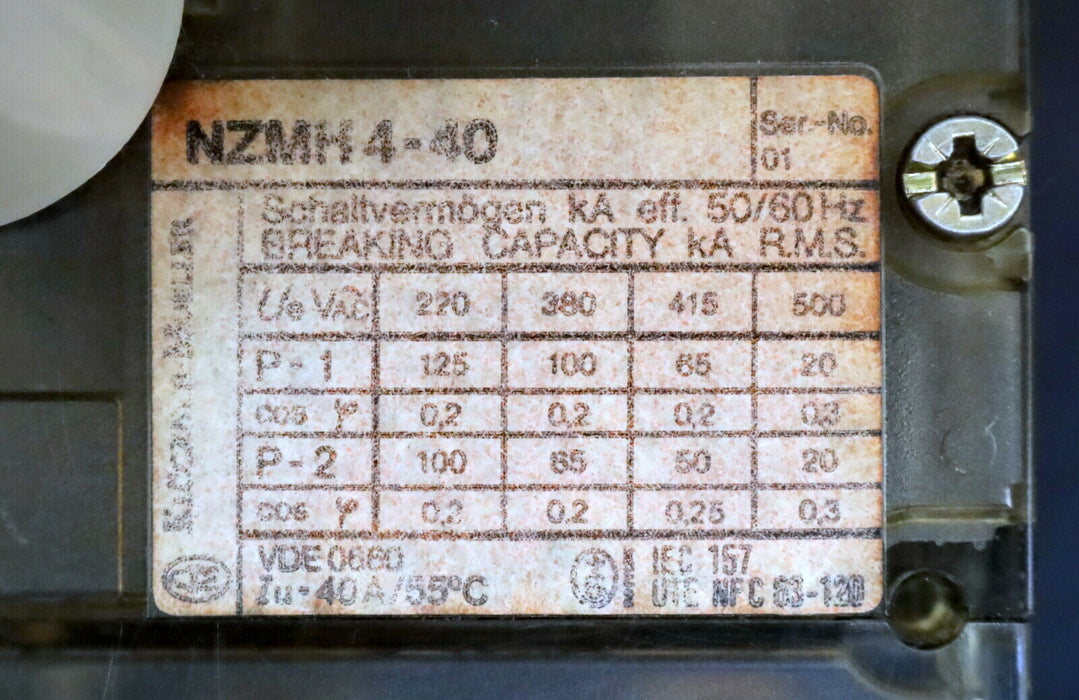 NZMH 4-40
Ser.-No.
01
KLÖCKNER-MOELLER
Schaltvermögen kA eff. 50/60 Hz
BREAKING CAPACITY kA R.M.S.
Ue VAC 220 380 415 500
P-1 125 100 65 20
cos φ 0,2 0,2 0,2 0,3
P-2 100 65 50 20
cos φ 0,2 0,2 0,25 0,3
VDE 0660
Iu-40A/55°C
IEC 157
UTE NFC 63-120